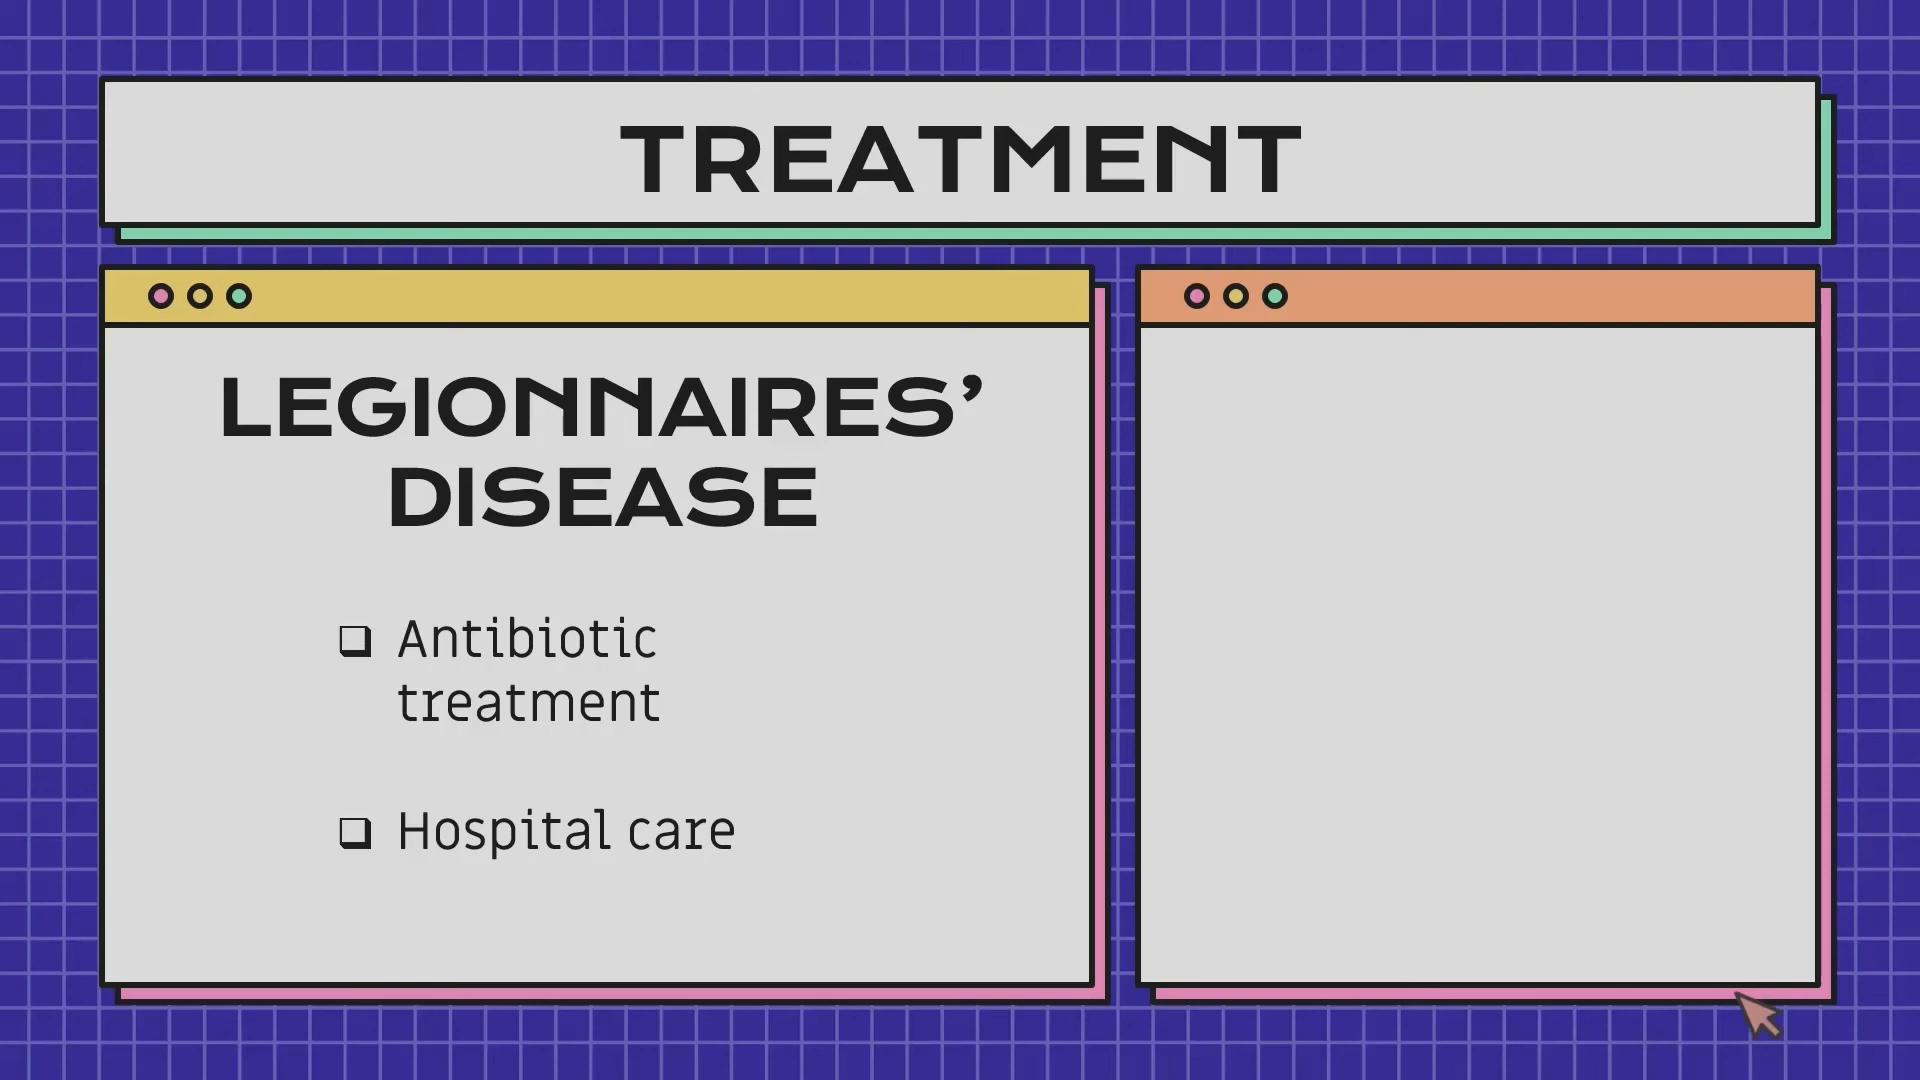 TREATMENT
LEGIONNAIRES’
DISEASE
❑ Antibiotic
treatment
❑ Hospital care